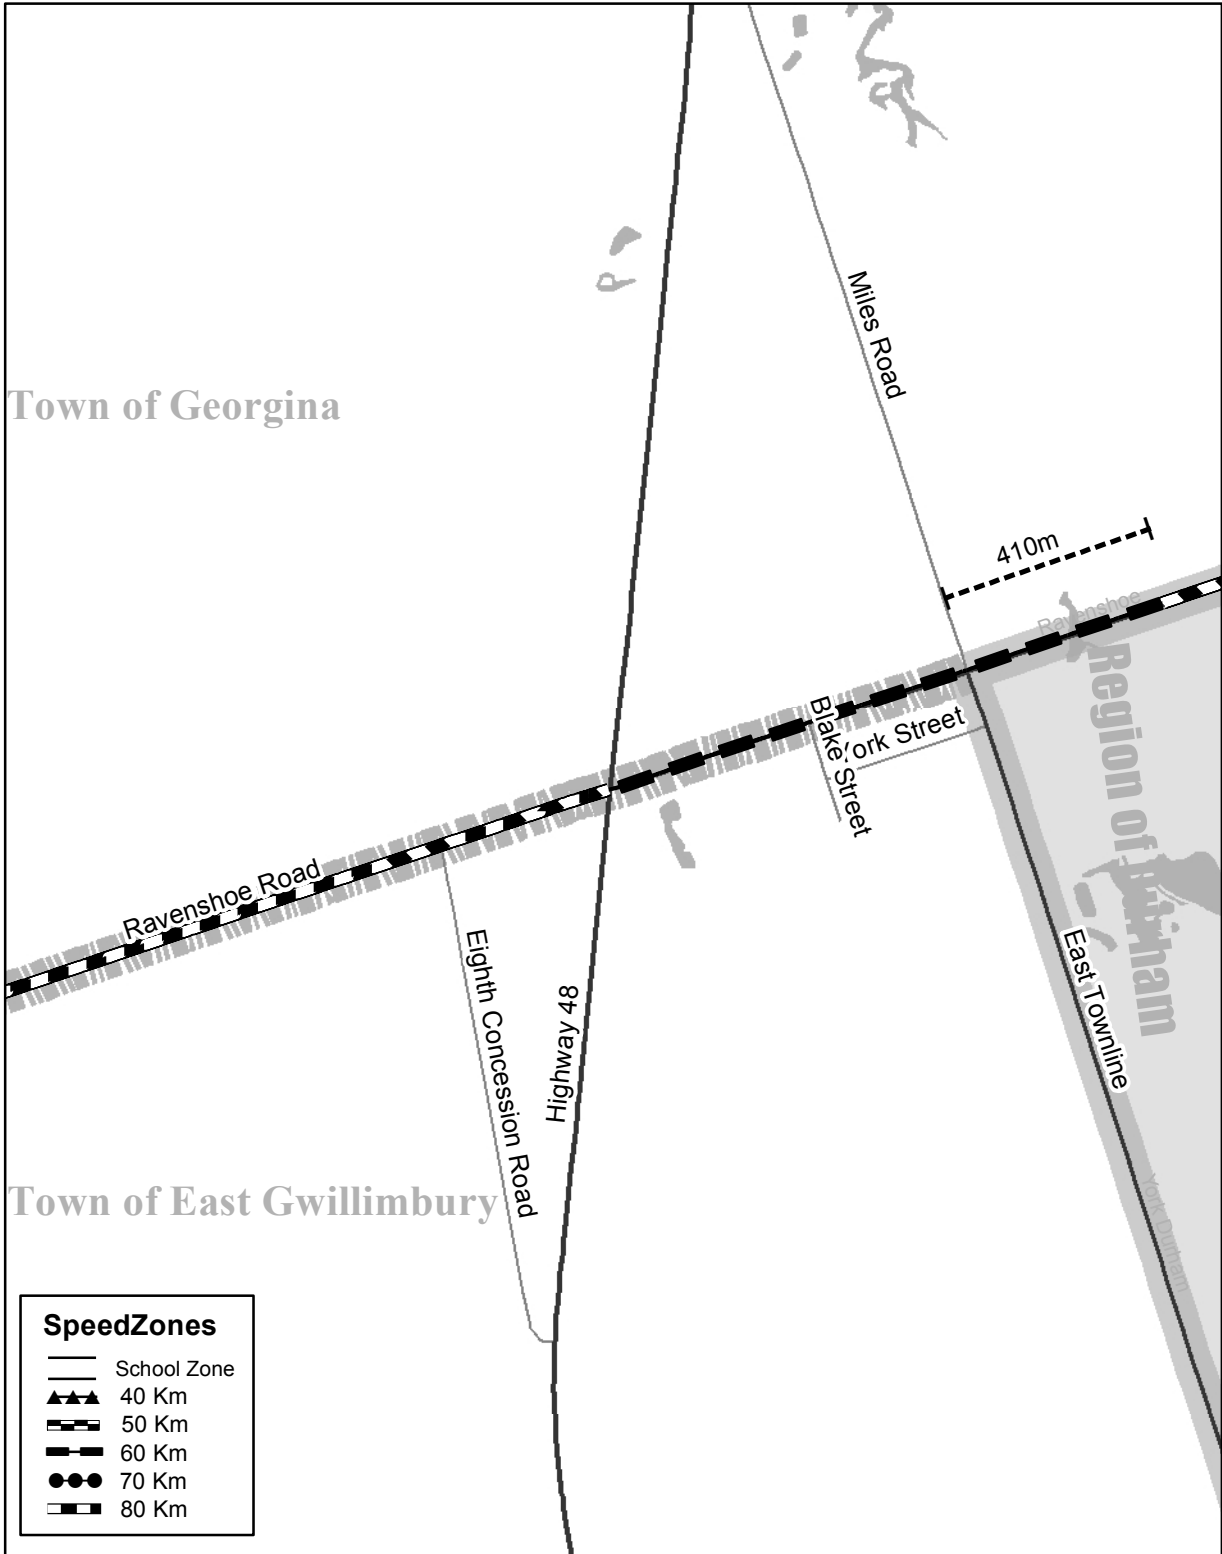 Miles Road
Town of Georgina
410m
Ravenshoe
Region of Durham
Blake Street
York Street
Ravenshoe Road
Eighth Concession Road
Highway 48
East Townline
Town of East Gwillimbury
York Durham
SpeedZones
School Zone
40 Km
50 Km
60 Km
70 Km
80 Km